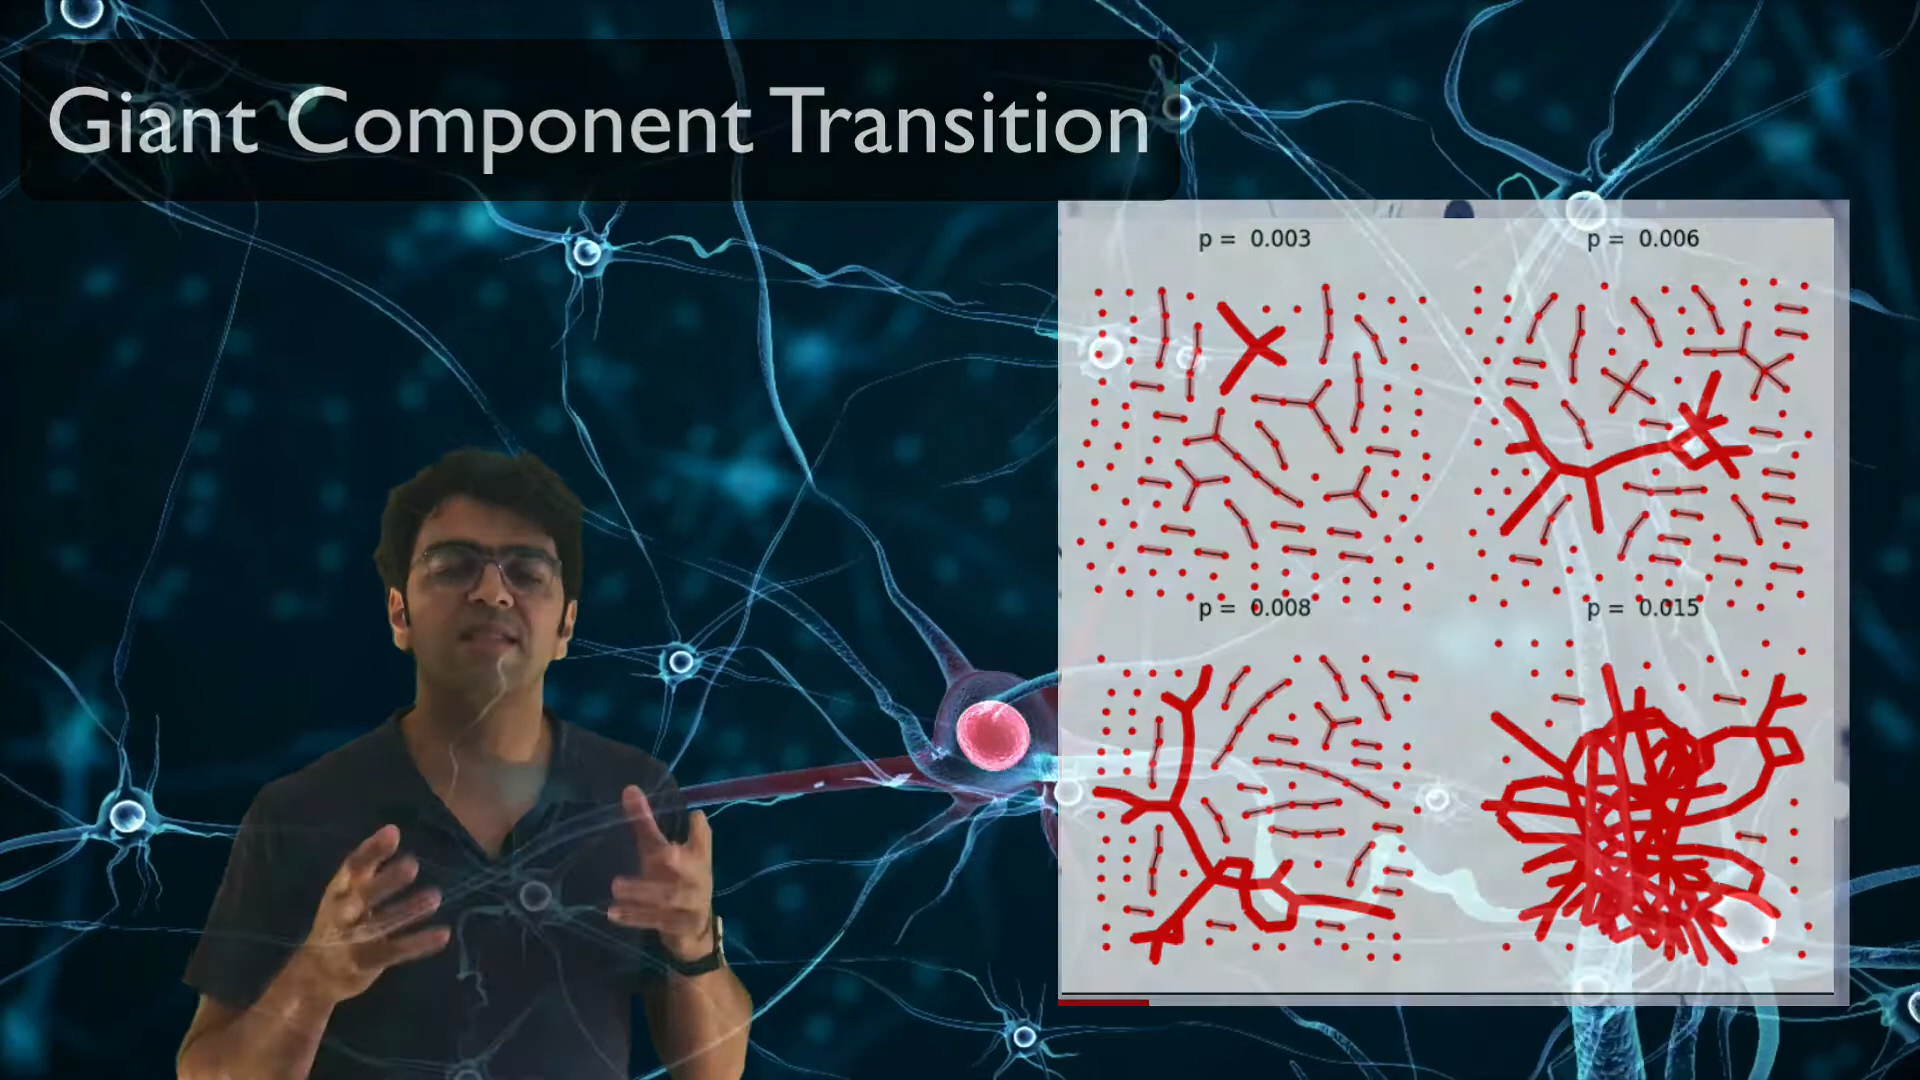 Giant Component Transition
p = 0.003
p = 0.006
p = 0.008
p = 0.015